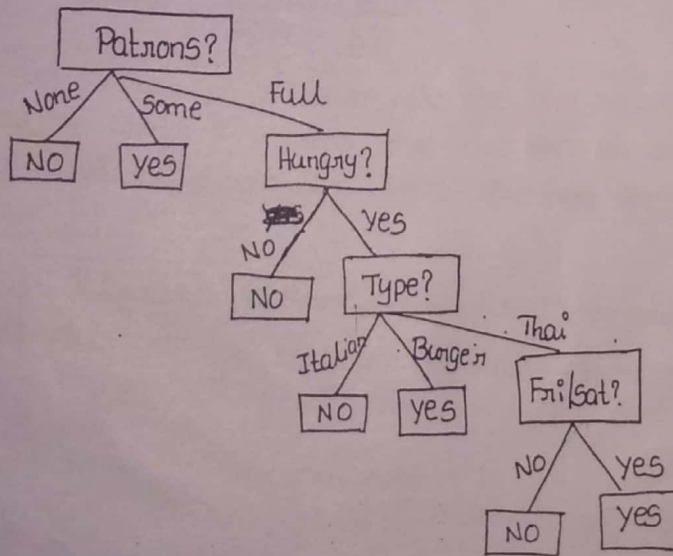 Patrons?
None Some Full
NO Yes Hungry?
NO Yes
NO Type?
Italian Burger Thai
NO Yes Fri/Sat?
NO Yes
NO Yes